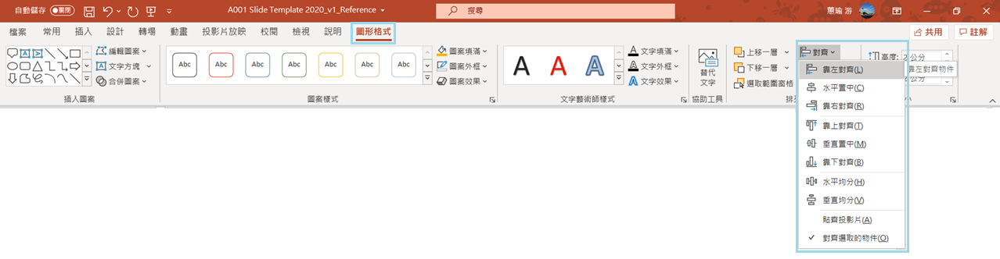 自動儲存 關閉 A001 Slide Template 2020_v1_Reference 搜尋 蕙瑜 游
檔案 常用 插入 設計 轉場 動畫 投影片放映 校閱 檢視 說明 圖形格式 共用 註解
編輯圖案
文字方塊
合併圖案
插入圖案
Abc Abc Abc Abc Abc Abc Abc
圖案填滿
圖案外框
圖案效果
圖案樣式
A A A
文字填滿
文字外框
文字效果
文字藝術師樣式
替代
文字
協助工具
上移一層
下移一層
選取範圍窗格
排列
對齊
高度: 2 公分
公分
靠左對齊物件
小
靠左對齊(L)
水平置中(C)
靠右對齊(R)
靠上對齊(T)
垂直置中(M)
靠下對齊(B)
水平均分(H)
垂直均分(V)
貼齊投影片(A)
對齊選取的物件(O)